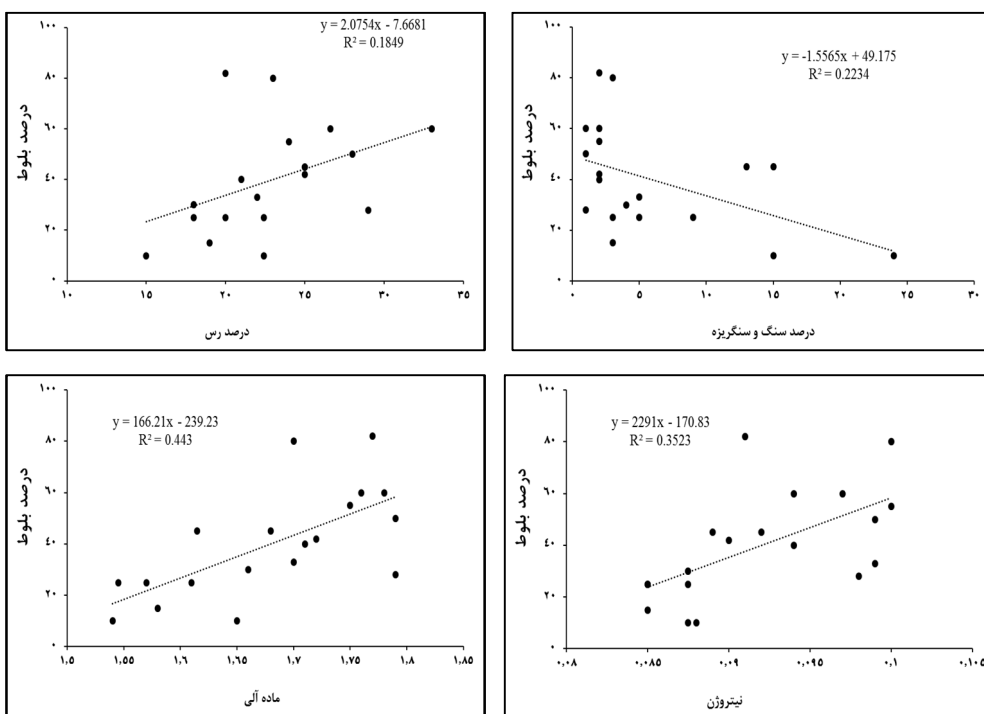 y = 2.0754x - 7.6681
R² = 0.1849
درصد بلوط
۱۰۰
۸۰
۶۰
۴۰
۲۰
۰
۱۰ ۱۵ ۲۰ ۲۵ ۳۰ ۳۵
درصد رس
y = -1.5565x + 49.175
R² = 0.2234
درصد بلوط
۱۰۰
۸۰
۶۰
۴۰
۲۰
۰
۰ ۵ ۱۰ ۱۵ ۲۰ ۲۵ ۳۰
درصد سنگ و سنگریزه
y = 166.21x - 239.23
R² = 0.443
درصد بلوط
۱۰۰
۸۰
۶۰
۴۰
۲۰
۰
۱,۵ ۱,۵۵ ۱,۶ ۱,۶۵ ۱,۷ ۱,۷۵ ۱,۸ ۱,۸۵
ماده آلی
y = 2291x - 170.83
R² = 0.3523
درصد بلوط
۱۰۰
۸۰
۶۰
۴۰
۲۰
۰
۰,۰۸ ۰,۰۸۵ ۰,۰۹ ۰,۰۹۵ ۰,۱ ۰,۱۰۵
نیتروژن